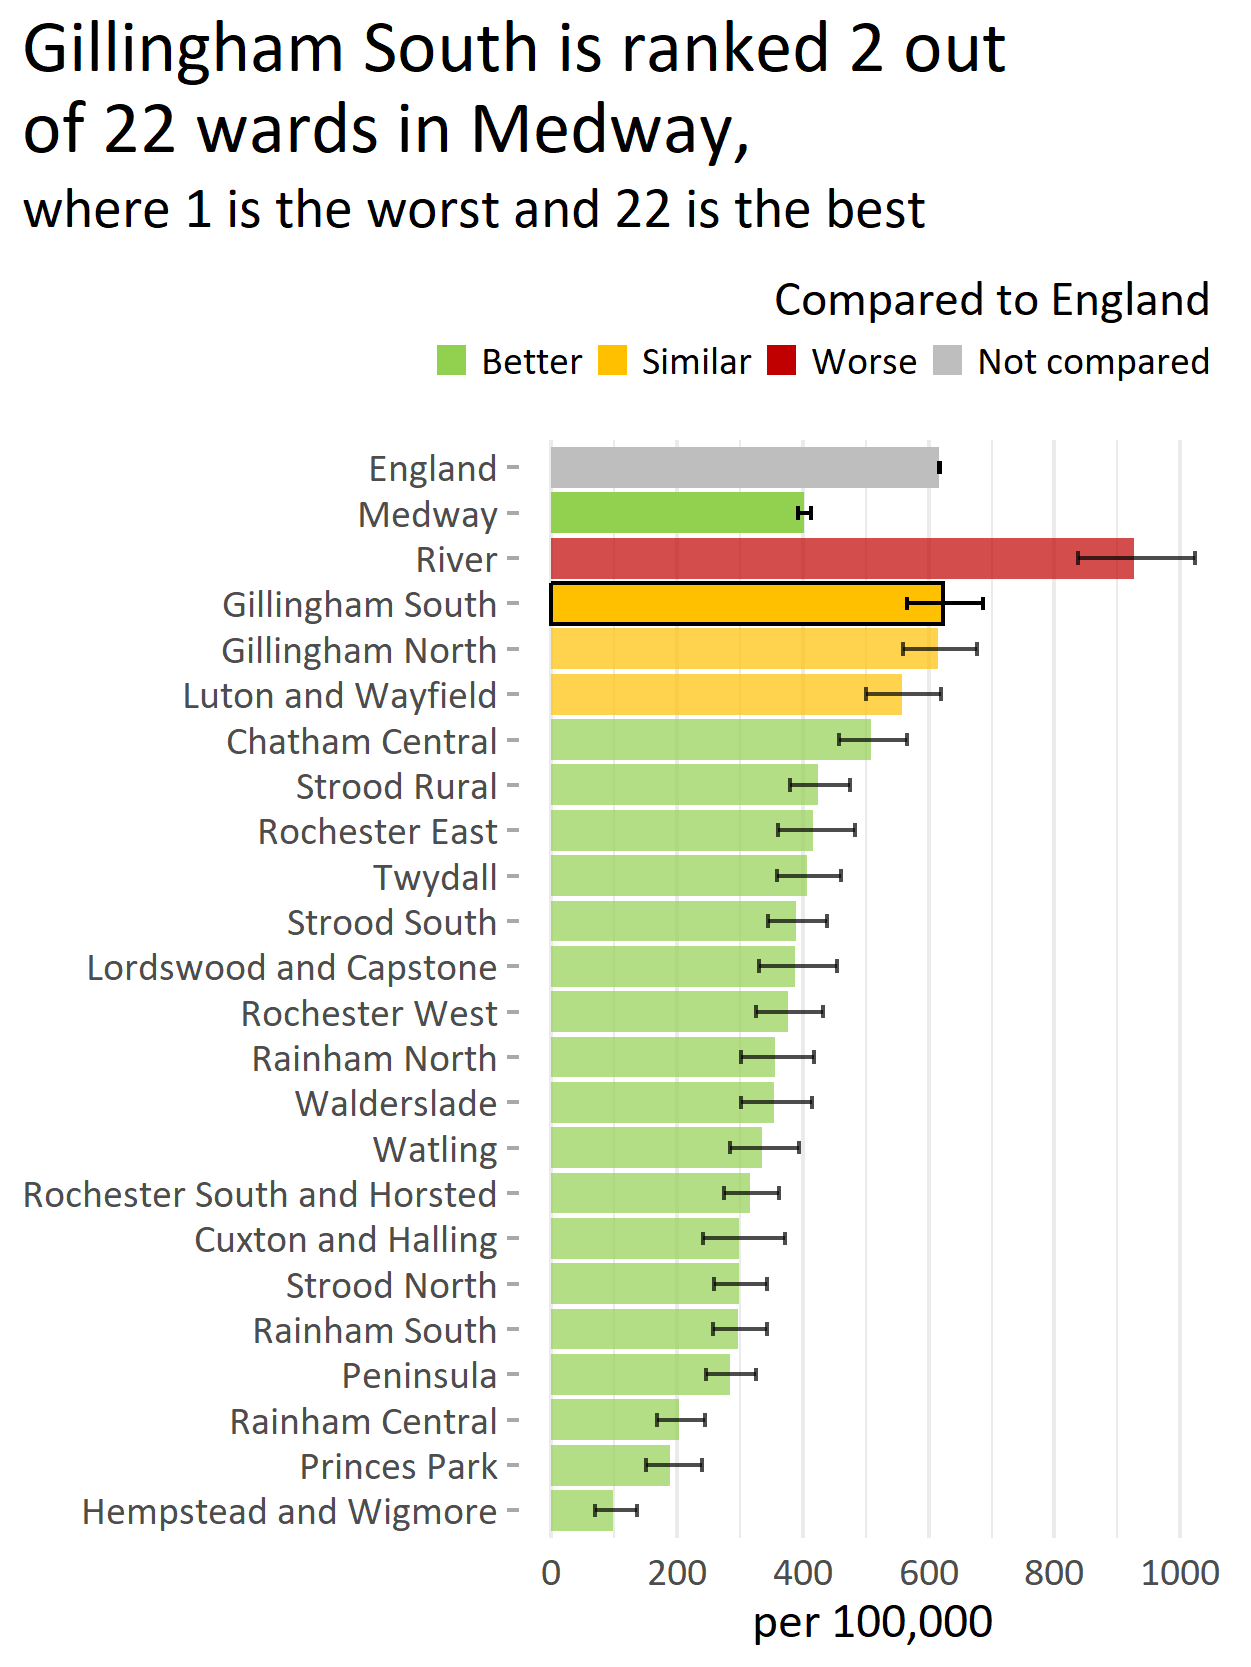 Gillingham South is ranked 2 out
of 22 wards in Medway,
where 1 is the worst and 22 is the best
Compared to England
Better Similar Worse Not compared
England
Medway
River
Gillingham South
Gillingham North
Luton and Wayfield
Chatham Central
Strood Rural
Rochester East
Twydall
Strood South
Lordswood and Capstone
Rochester West
Rainham North
Walderslade
Watling
Rochester South and Horsted
Cuxton and Halling
Strood North
Rainham South
Peninsula
Rainham Central
Princes Park
Hempstead and Wigmore
0 200 400 600 800 1000
per 100,000